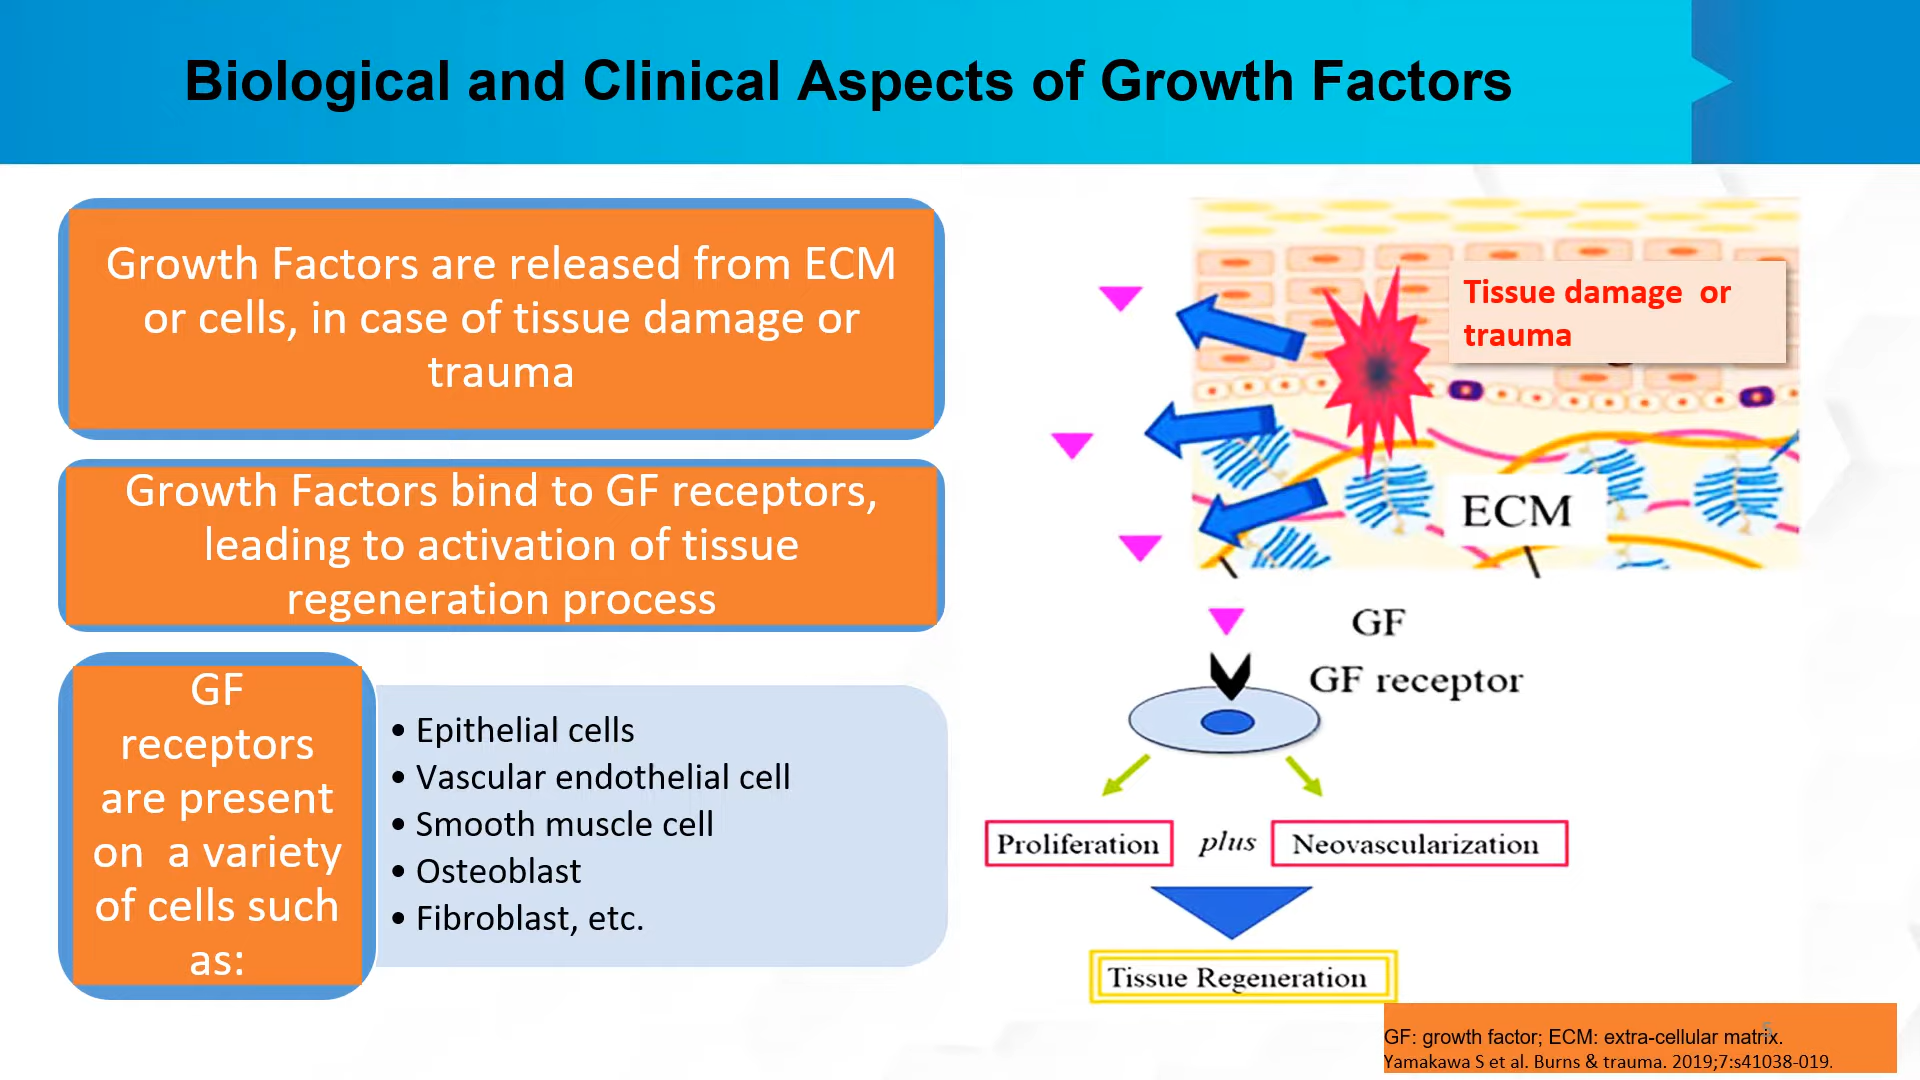 Biological and Clinical Aspects of Growth Factors
Growth Factors are released from ECM
or cells, in case of tissue damage or
trauma
Growth Factors bind to GF receptors,
leading to activation of tissue
regeneration process
GF
receptors
are present
on a variety
of cells such
as:
• Epithelial cells
• Vascular endothelial cell
• Smooth muscle cell
• Osteoblast
• Fibroblast, etc.
Tissue damage or
trauma
ECM
GF
GF receptor
Proliferation plus Neovascularization
Tissue Regeneration
5
GF: growth factor; ECM: extra-cellular matrix.
Yamakawa S et al. Burns & trauma. 2019;7:s41038-019.